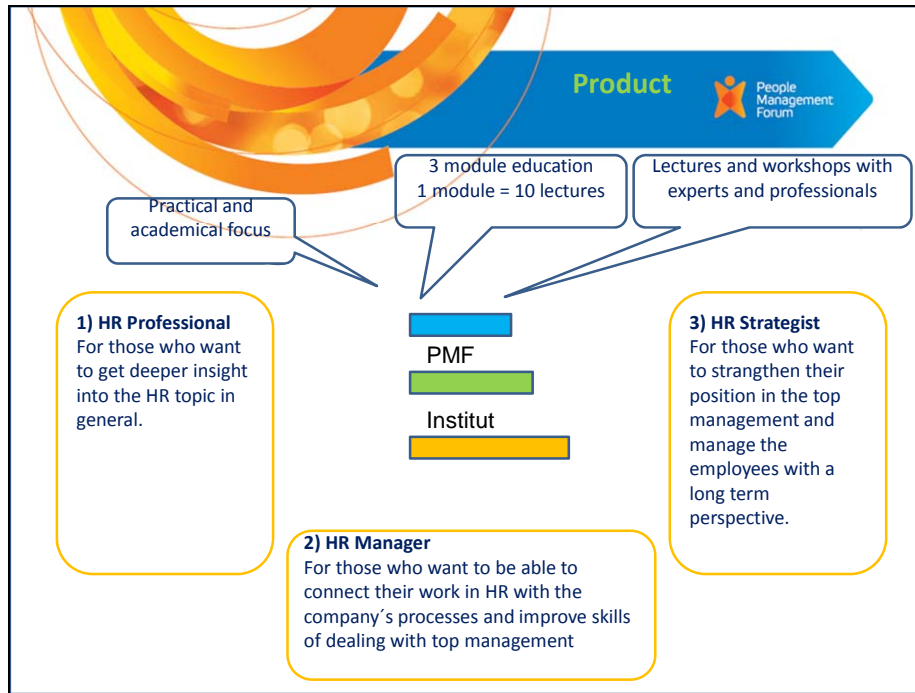 Product
People
Management
Forum
3 module education
1 module = 10 lectures
Lectures and workshops with
experts and professionals
Practical and
academical focus
1) HR Professional
For those who want
to get deeper insight
into the HR topic in
general.
PMF
Institut
3) HR Strategist
For those who want
to strangthen their
position in the top
management and
manage the
employees with a
long term
perspective.
2) HR Manager
For those who want to be able to
connect their work in HR with the
company´s processes and improve skills
of dealing with top management